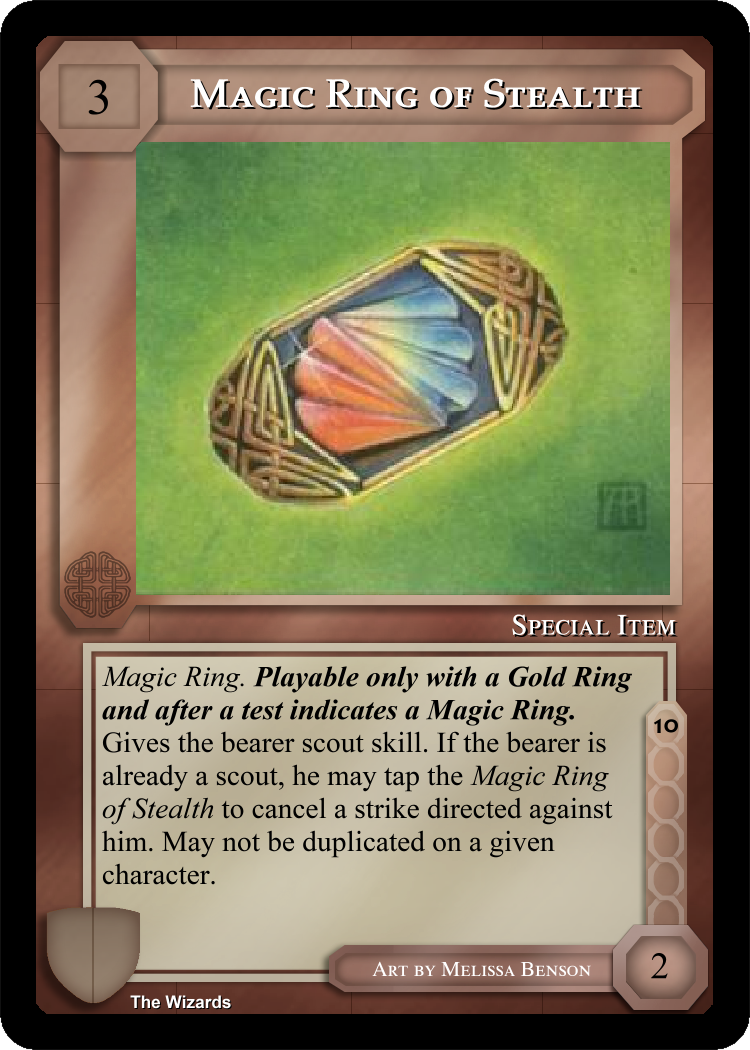 3
Magic Ring of Stealth
Special Item
Magic Ring. Playable only with a Gold Ring
and after a test indicates a Magic Ring.
Gives the bearer scout skill. If the bearer is
already a scout, he may tap the Magic Ring
of Stealth to cancel a strike directed against
him. May not be duplicated on a given
character.
10
Art by Melissa Benson
2
The Wizards